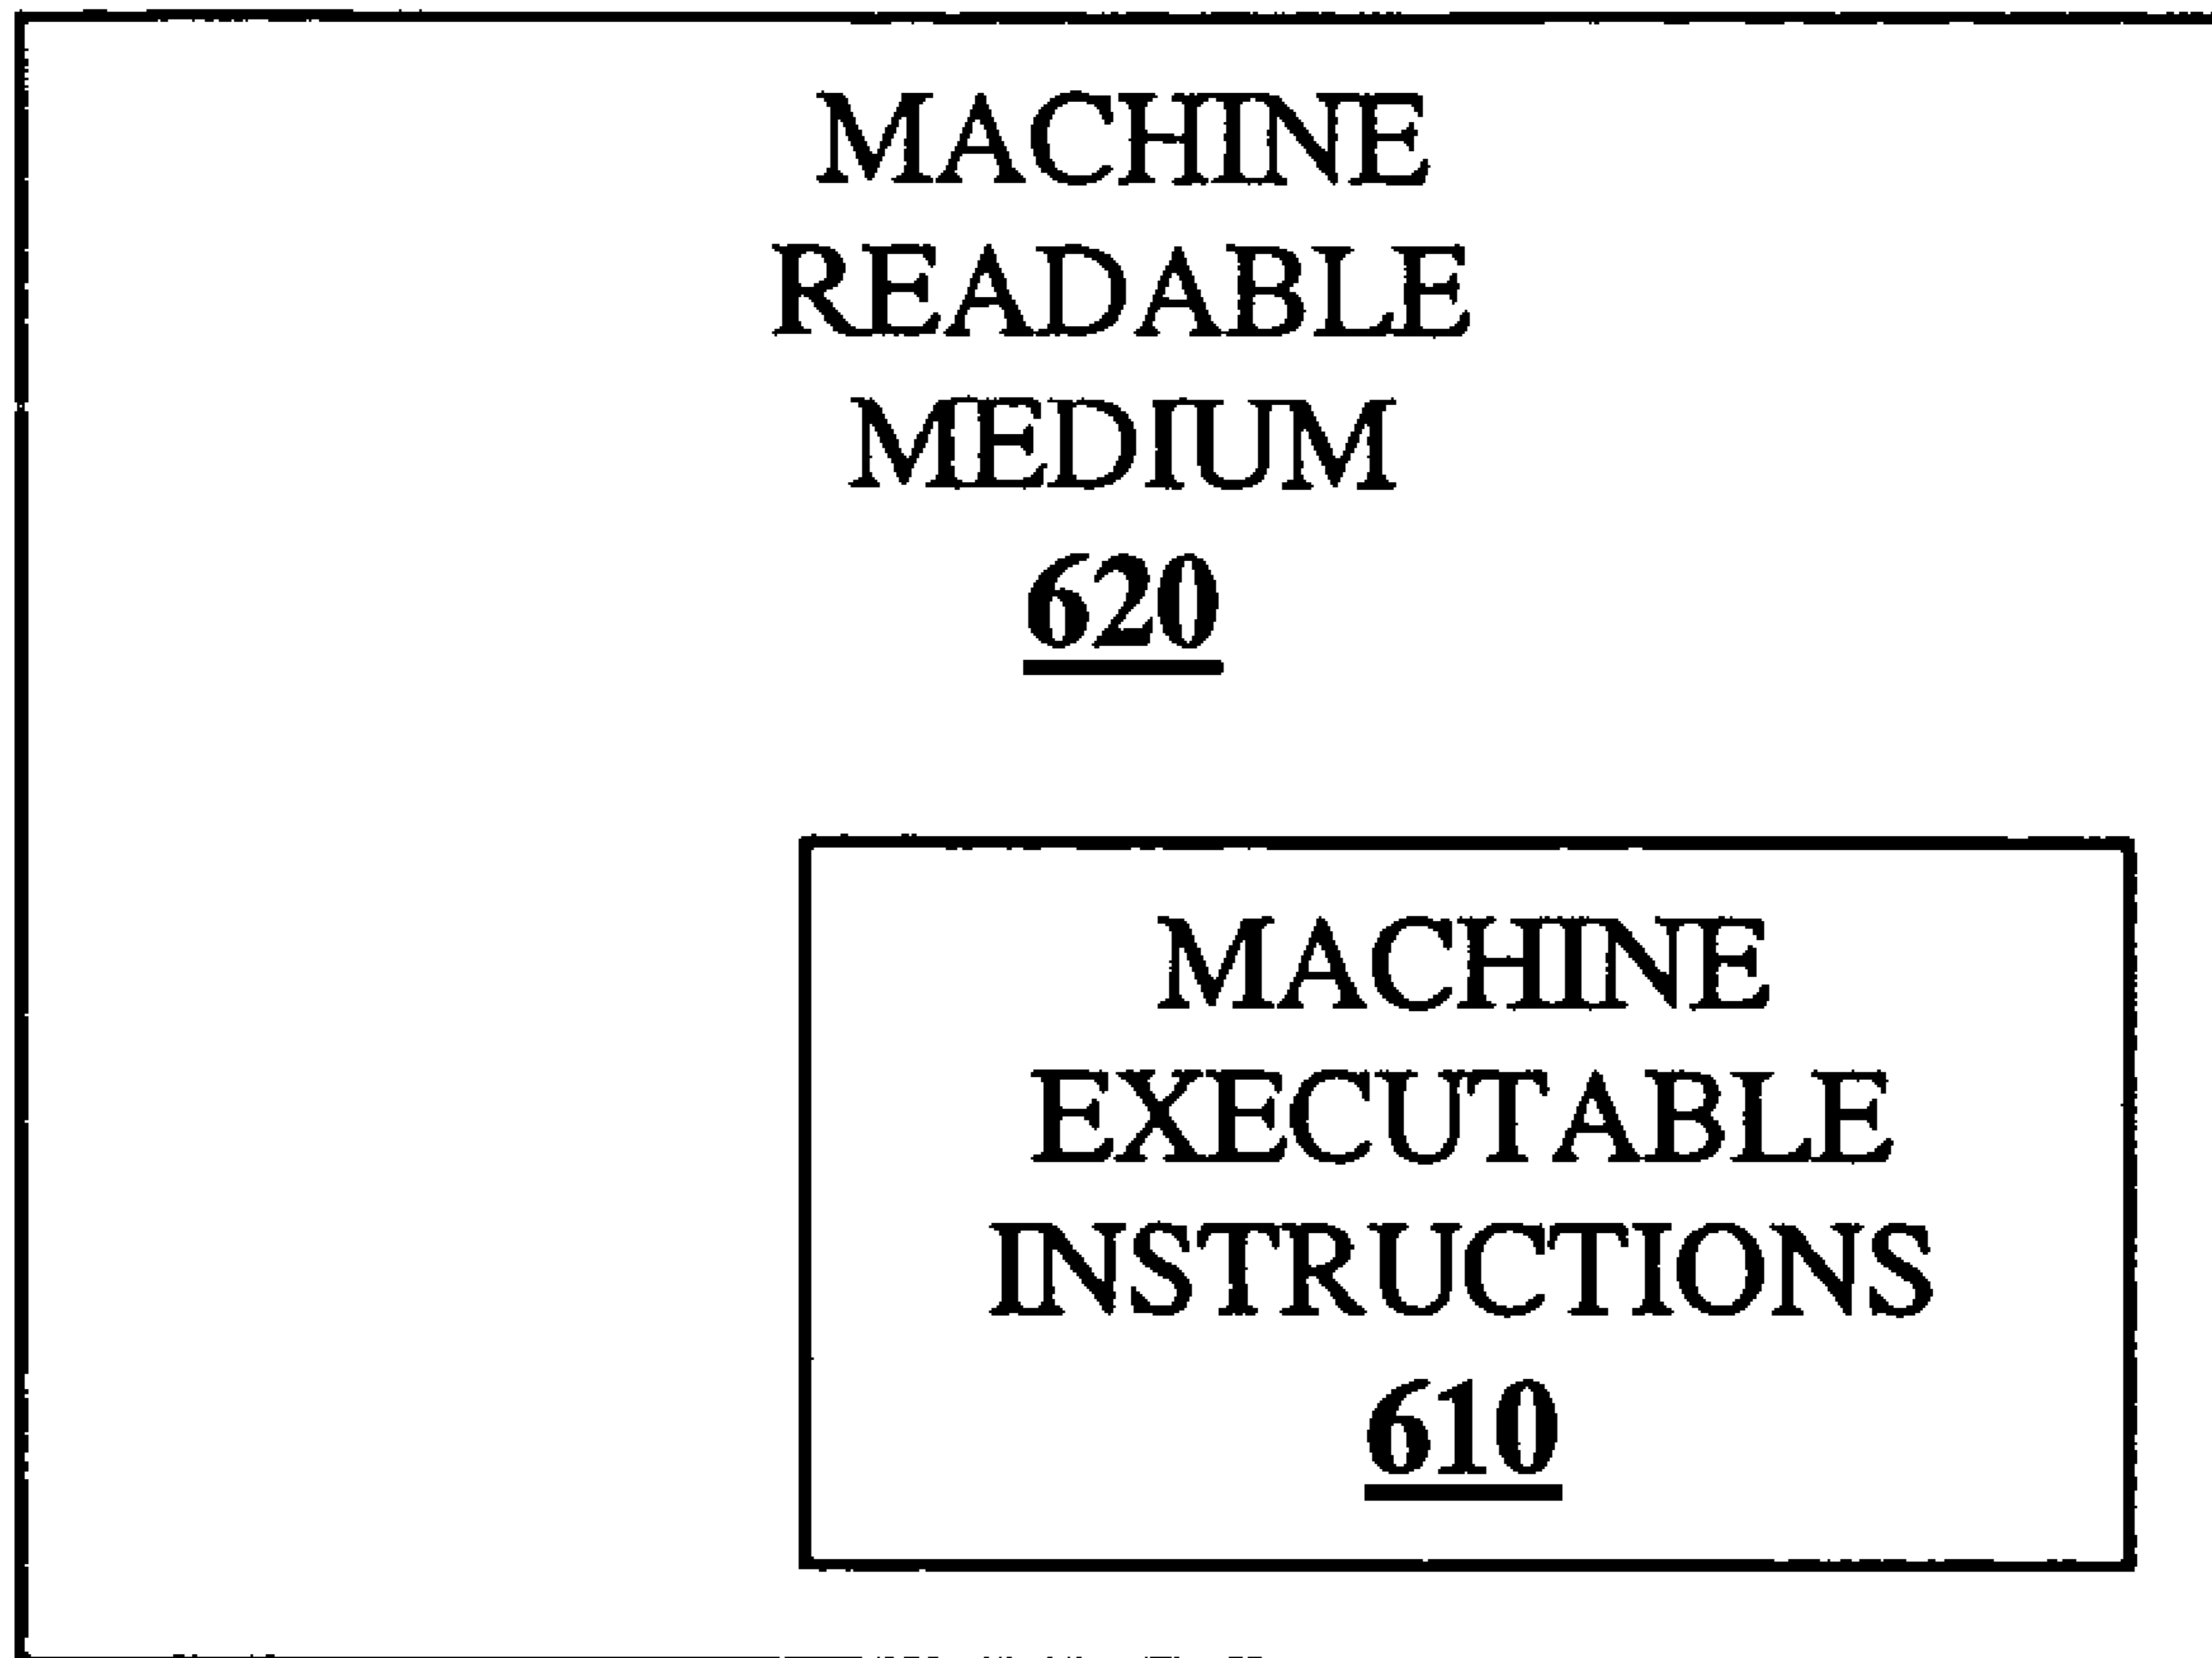 MACHINE
READABLE
MEDIUM
620
MACHINE
EXECUTABLE
INSTRUCTIONS
610